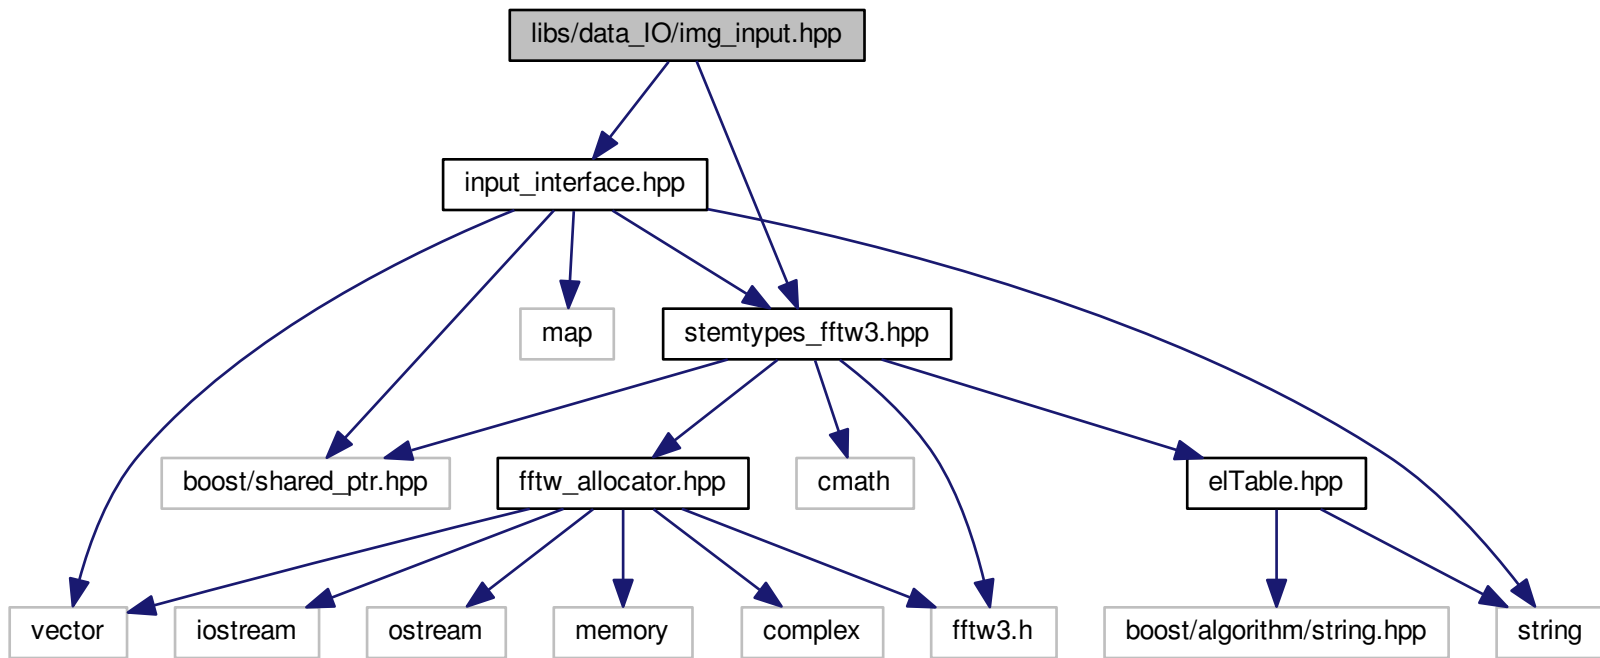 libs/data_IO/img_input.hpp
input_interface.hpp
map
stemtypes_fftw3.hpp
boost/shared_ptr.hpp
fftw_allocator.hpp
cmath
elTable.hpp
vector
iostream
ostream
memory
complex
fftw3.h
boost/algorithm/string.hpp
string